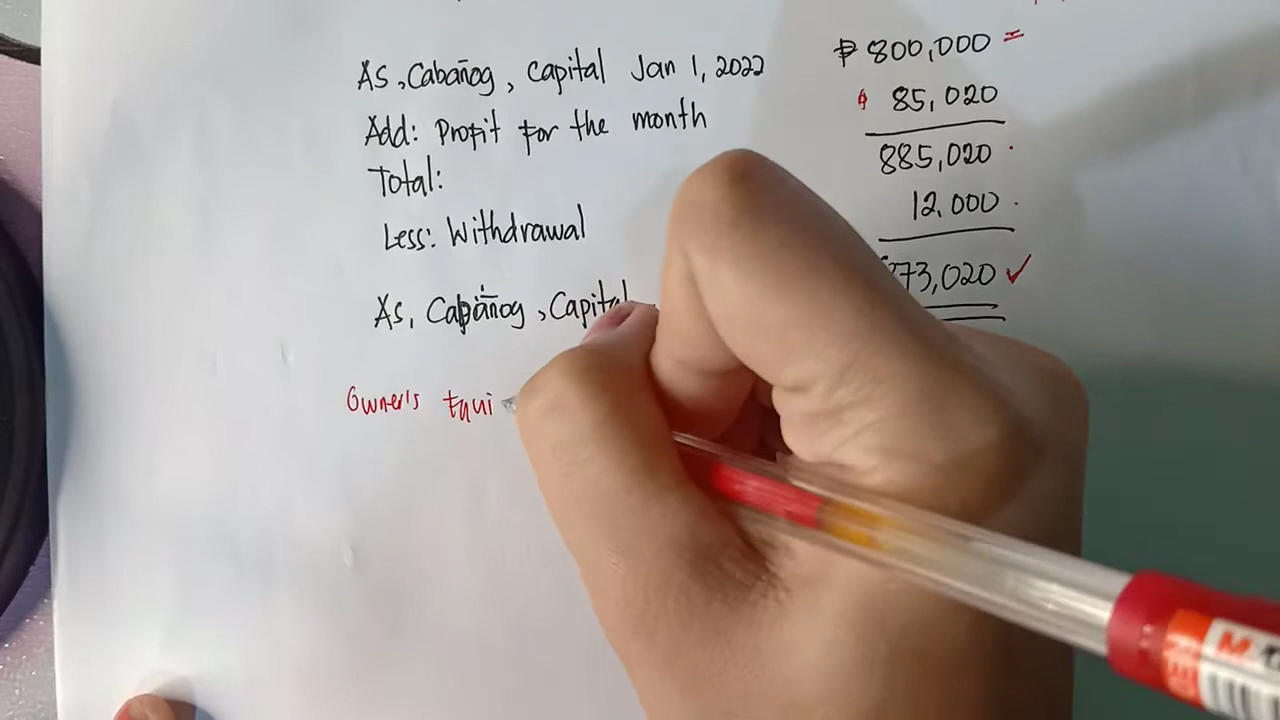 As, Cabañog, Capital Jan 1, 2022 ₱ 800,000 =
Add: Profit for the month 85,020
Total: 885,020
Less: Withdrawal 12,000
As, Cabañog, Capital 73,020 ✓
Owner's Equi